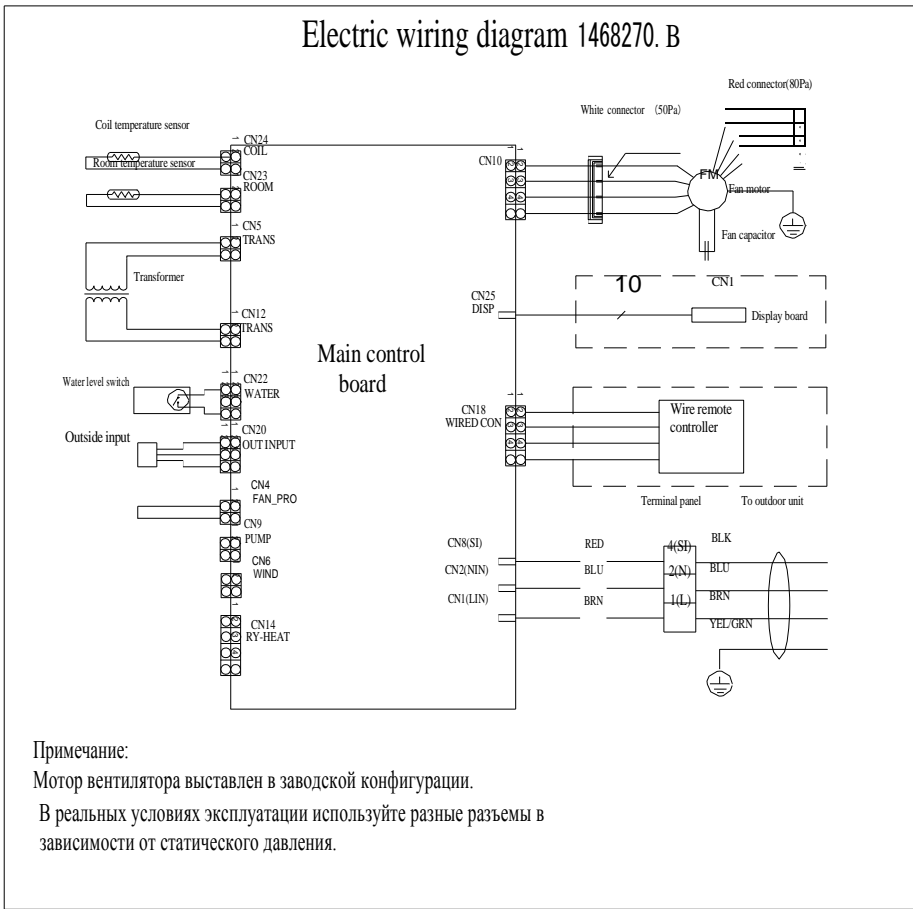 Electric wiring diagram 1468270. B
Red connector(80Pa)
White connector (50Pa)
Coil temperature sensor
CN24
COIL
Room temperature sensor
CN23
ROOM
CN10
FM
Fan motor
CN5
TRANS
Fan capacitor
Transformer
CN25
DISP
10
CN1
Display board
CN12
TRANS
Main control
board
Water level switch
CN22
WATER
CN18
WIRED CON
Wire remote
controller
CN20
OUT INPUT
Outside input
CN4
FAN_PRO
Terminal panel
To outdoor unit
CN9
PUMP
CN6
WIND
CN8(SI)
RED
4(SI)
BLK
CN2(NIN)
BLU
2(N)
BLU
CN1(LIN)
BRN
1(L)
BRN
YEL/GRN
CN14
RY-HEAT
Примечание:
Мотор вентилятора выставлен в заводской конфигурации.
В реальных условиях эксплуатации используйте разные разъемы в
зависимости от статического давления.